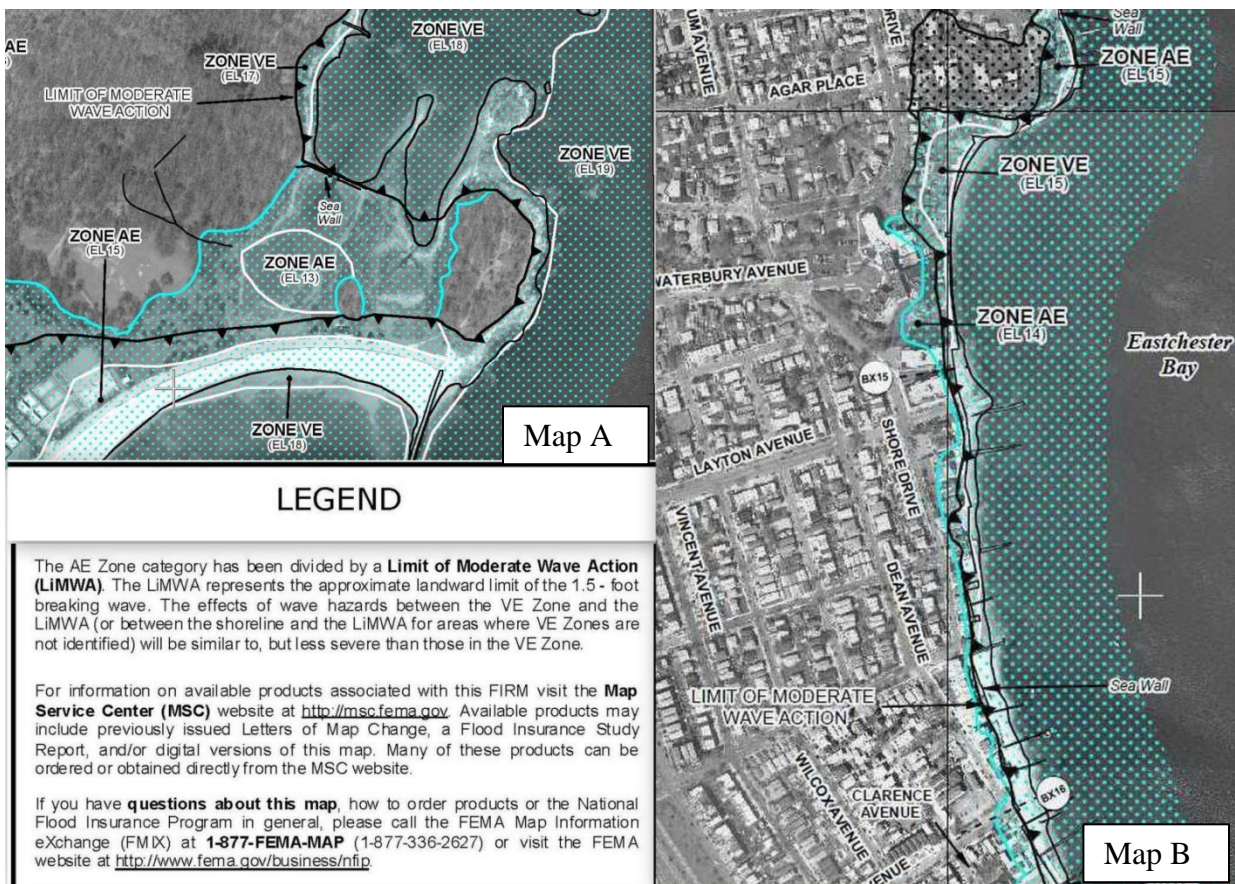 ZONE AE
ZONE VE
(EL 18)
ZONE VE
(EL 17)
LIMIT OF MODERATE
WAVE ACTION
ZONE VE
(EL 19)
Sea
Wall
ZONE AE
(EL 15)
ZONE AE
(EL 13)
ZONE VE
(EL 18)
Map A
LEGEND
The AE Zone category has been divided by a Limit of Moderate Wave Action
(LiMWA). The LiMWA represents the approximate landward limit of the 1.5 - foot
breaking wave. The effects of wave hazards between the VE Zone and the
LiMWA (or between the shoreline and the LiMWA for areas where VE Zones are
not identified) will be similar to, but less severe than those in the VE Zone.
For information on available products associated with this FIRM visit the Map
Service Center (MSC) website at http://msc.fema.gov. Available products may
include previously issued Letters of Map Change, a Flood Insurance Study
Report, and/or digital versions of this map. Many of these products can be
ordered or obtained directly from the MSC website.
If you have questions about this map, how to order products or the National
Flood Insurance Program in general, please call the FEMA Map Information
eXchange (FMIX) at 1-877-FEMA-MAP (1-877-336-2627) or visit the FEMA
website at http://www.fema.gov/business/nfip.
UM AVENUE
DRIVE
Sea
Wall
ZONE AE
(EL 15)
AGAR PLACE
ZONE VE
(EL 15)
WATERBURY AVENUE
ZONE AE
(EL 14)
Eastchester
Bay
BX15
SHORE DRIVE
LAYTON AVENUE
VINCENT AVENUE
DEAN AVENUE
LIMIT OF MODERATE
WAVE ACTION
Sea Wall
WILCOX AVENUE
CLARENCE
AVENUE
BX16
Map B